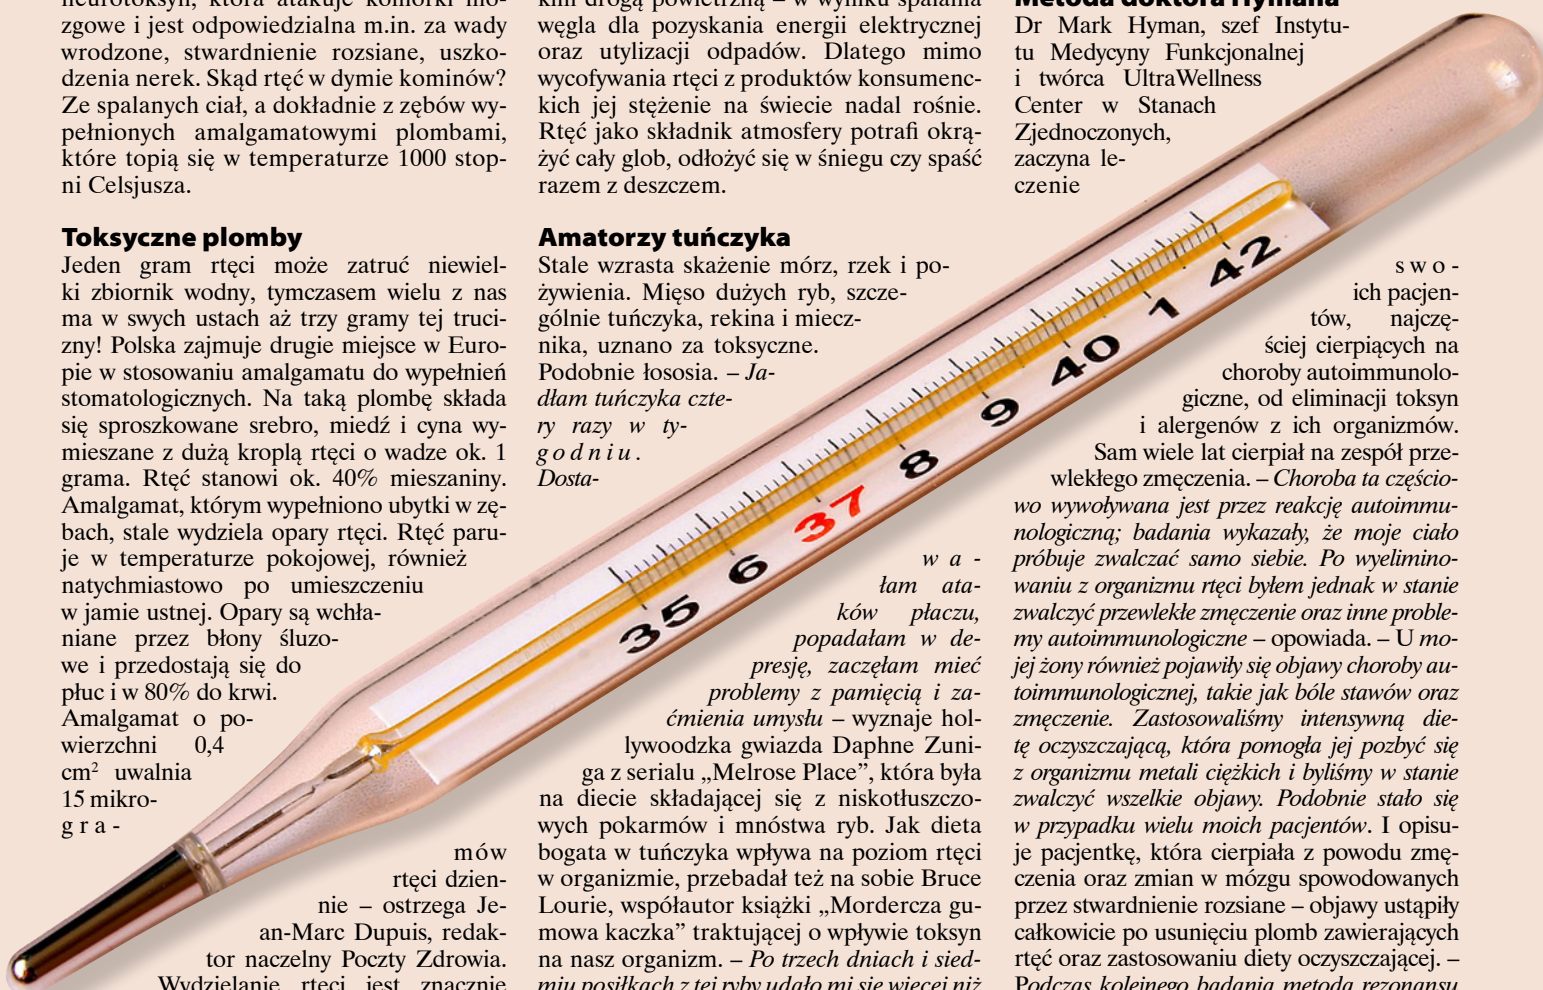 neurotoksyn, która atakuje komórki mó-
zgowe i jest odpowiedzialna m.in. za wady
wrodzone, stwardnienie rozsiane, uszko-
dzenia nerek. Skąd rtęć w dymie kominów?
Ze spalanych ciał, a dokładnie z zębów wy-
pełnionych amalgamatowymi plombami,
które topią się w temperaturze 1000 stop-
ni Celsjusza.
Toksyczne plomby
Jeden gram rtęci może zatruć niewiel-
ki zbiornik wodny, tymczasem wielu z nas
ma w swych ustach aż trzy gramy tej truci-
zny! Polska zajmuje drugie miejsce w Euro-
pie w stosowaniu amalgamatu do wypełnień
stomatologicznych. Na taką plombę składa
się sproszkowane srebro, miedź i cyna wy-
mieszane z dużą kroplą rtęci o wadze ok. 1
grama. Rtęć stanowi ok. 40% mieszaniny.
Amalgamat, którym wypełniono ubytki w zę-
bach, stale wydziela opary rtęci. Rtęć paru-
je w temperaturze pokojowej, również
natychmiastowo po umieszczeniu
w jamie ustnej. Opary są wchła-
niane przez błony śluzo-
we i przedostają się do
płuc i w 80% do krwi.
Amalgamat o po-
wierzchni 0,4
cm² uwalnia
15 mikro-
gra-
mów
rtęci dzien-
nie – ostrzega Je-
an-Marc Dupuis, redak-
tor naczelny Poczty Zdrowia.
Wydzielanie rtęci jest znacznie
kim drogą powietrzną – w wyniku spalania
węgla dla pozyskania energii elektrycznej
oraz utylizacji odpadów. Dlatego mimo
wycofywania rtęci z produktów konsumenc-
kich jej stężenie na świecie nadal rośnie.
Rtęć jako składnik atmosfery potrafi okrą-
żyć cały glob, odłożyć się w śniegu czy spaść
razem z deszczem.
Amatorzy tuńczyka
Stale wzrasta skażenie mórz, rzek i po-
żywienia. Mięso dużych ryb, szcze-
gólnie tuńczyka, rekina i miecz-
nika, uznano za toksyczne.
Podobnie łososia. – Ja-
dłam tuńczyka czte-
ry razy w ty-
godniu.
Dosta-
wa-
łam ata-
ków płaczu,
popadałam w de-
presję, zaczęłam mieć
problemy z pamięcią i za-
ćmienia umysłu – wyznaje hol-
lywoodzka gwiazda Daphne Zuni-
ga z serialu „Melrose Place”, która była
na diecie składającej się z niskotłuszczo-
wych pokarmów i mnóstwa ryb. Jak dieta
bogata w tuńczyka wpływa na poziom rtęci
w organizmie, przebadał też na sobie Bruce
Lourie, współautor książki „Mordercza gu-
mowa kaczka” traktującej o wpływie toksyn
na nasz organizm. – Po trzech dniach i sied-
miu posiłkach z tej ryby udało mi się więcej niż
Metoda doktora Hymana
Dr Mark Hyman, szef Instytu-
tu Medycyny Funkcjonalnej
i twórca UltraWellness
Center w Stanach
Zjednoczonych,
zaczyna le-
czenie
swo-
ich pacjen-
tów, najczę-
ściej cierpiących na
choroby autoimmunolo-
giczne, od eliminacji toksyn
i alergenów z ich organizmów.
Sam wiele lat cierpiał na zespół prze-
wlekłego zmęczenia. – Choroba ta częścio-
wo wywoływana jest przez reakcję autoimmu-
nologiczną; badania wykazały, że moje ciało
próbuje zwalczać samo siebie. Po wyelimino-
waniu z organizmu rtęci byłem jednak w stanie
zwalczyć przewlekłe zmęczenie oraz inne proble-
my autoimmunologiczne – opowiada. – U mo-
jej żony również pojawiły się objawy choroby au-
toimmunologicznej, takie jak bóle stawów oraz
zmęczenie. Zastosowaliśmy intensywną die-
tę oczyszczającą, która pomogła jej pozbyć się
z organizmu metali ciężkich i byliśmy w stanie
zwalczyć wszelkie objawy. Podobnie stało się
w przypadku wielu moich pacjentów. I opisu-
je pacjentkę, która cierpiała z powodu zmę-
czenia oraz zmian w mózgu spowodowanych
przez stwardnienie rozsiane – objawy ustąpiły
całkowicie po usunięciu plomb zawierających
rtęć oraz zastosowaniu diety oczyszczającej. –
Podczas kolejnego badania metodą rezonansu
35 6 37 8 9 40 1 42